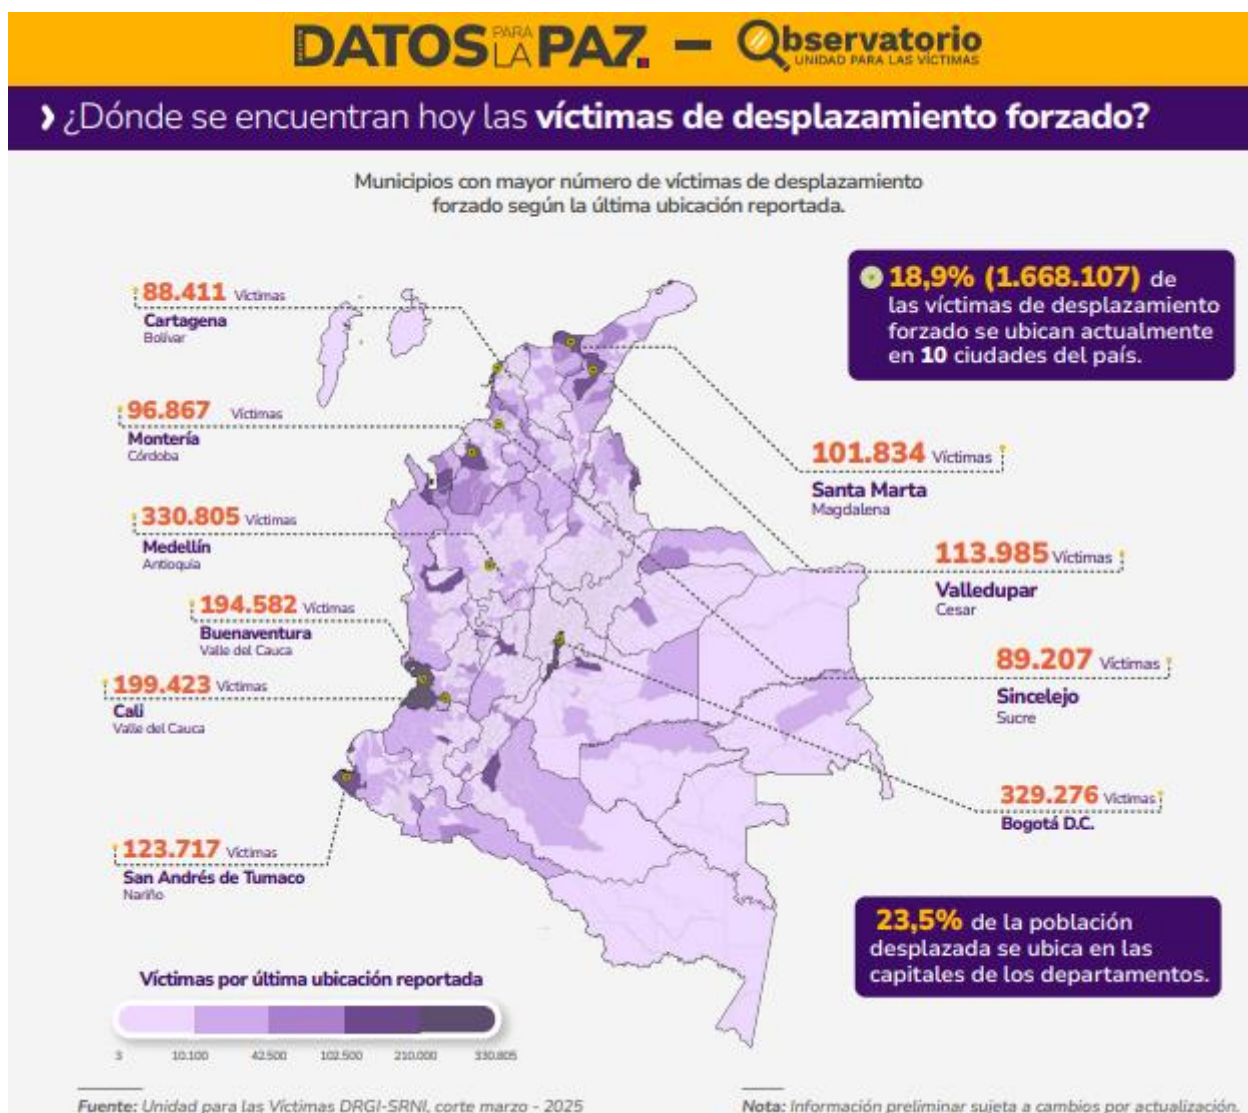 DATOS PARA LA PAZ. — Observatorio
UNIDAD PARA LAS VÍCTIMAS
¿Dónde se encuentran hoy las víctimas de desplazamiento forzado?
Municipios con mayor número de víctimas de desplazamiento
forzado según la última ubicación reportada.
18,9% (1.668.107) de
las víctimas de desplazamiento
forzado se ubican actualmente
en 10 ciudades del país.
88.411 Víctimas
Cartagena
Bolívar
96.867 Víctimas
Montería
Córdoba
330.805 Víctimas
Medellín
Antioquia
194.582 Víctimas
Buenaventura
Valle del Cauca
199.423 Víctimas
Cali
Valle del Cauca
123.717 Víctimas
San Andrés de Tumaco
Nariño
101.834 Víctimas
Santa Marta
Magdalena
113.985 Víctimas
Valledupar
Cesar
89.207 Víctimas
Sincelejo
Sucre
329.276 Víctimas
Bogotá D.C.
23,5% de la población
desplazada se ubica en las
capitales de los departamentos.
Víctimas por última ubicación reportada
3 10.100 42.500 102.500 210.000 330.805
Fuente: Unidad para las Víctimas DRGI-SRNI, corte marzo - 2025
Nota: Información preliminar sujeta a cambios por actualización.